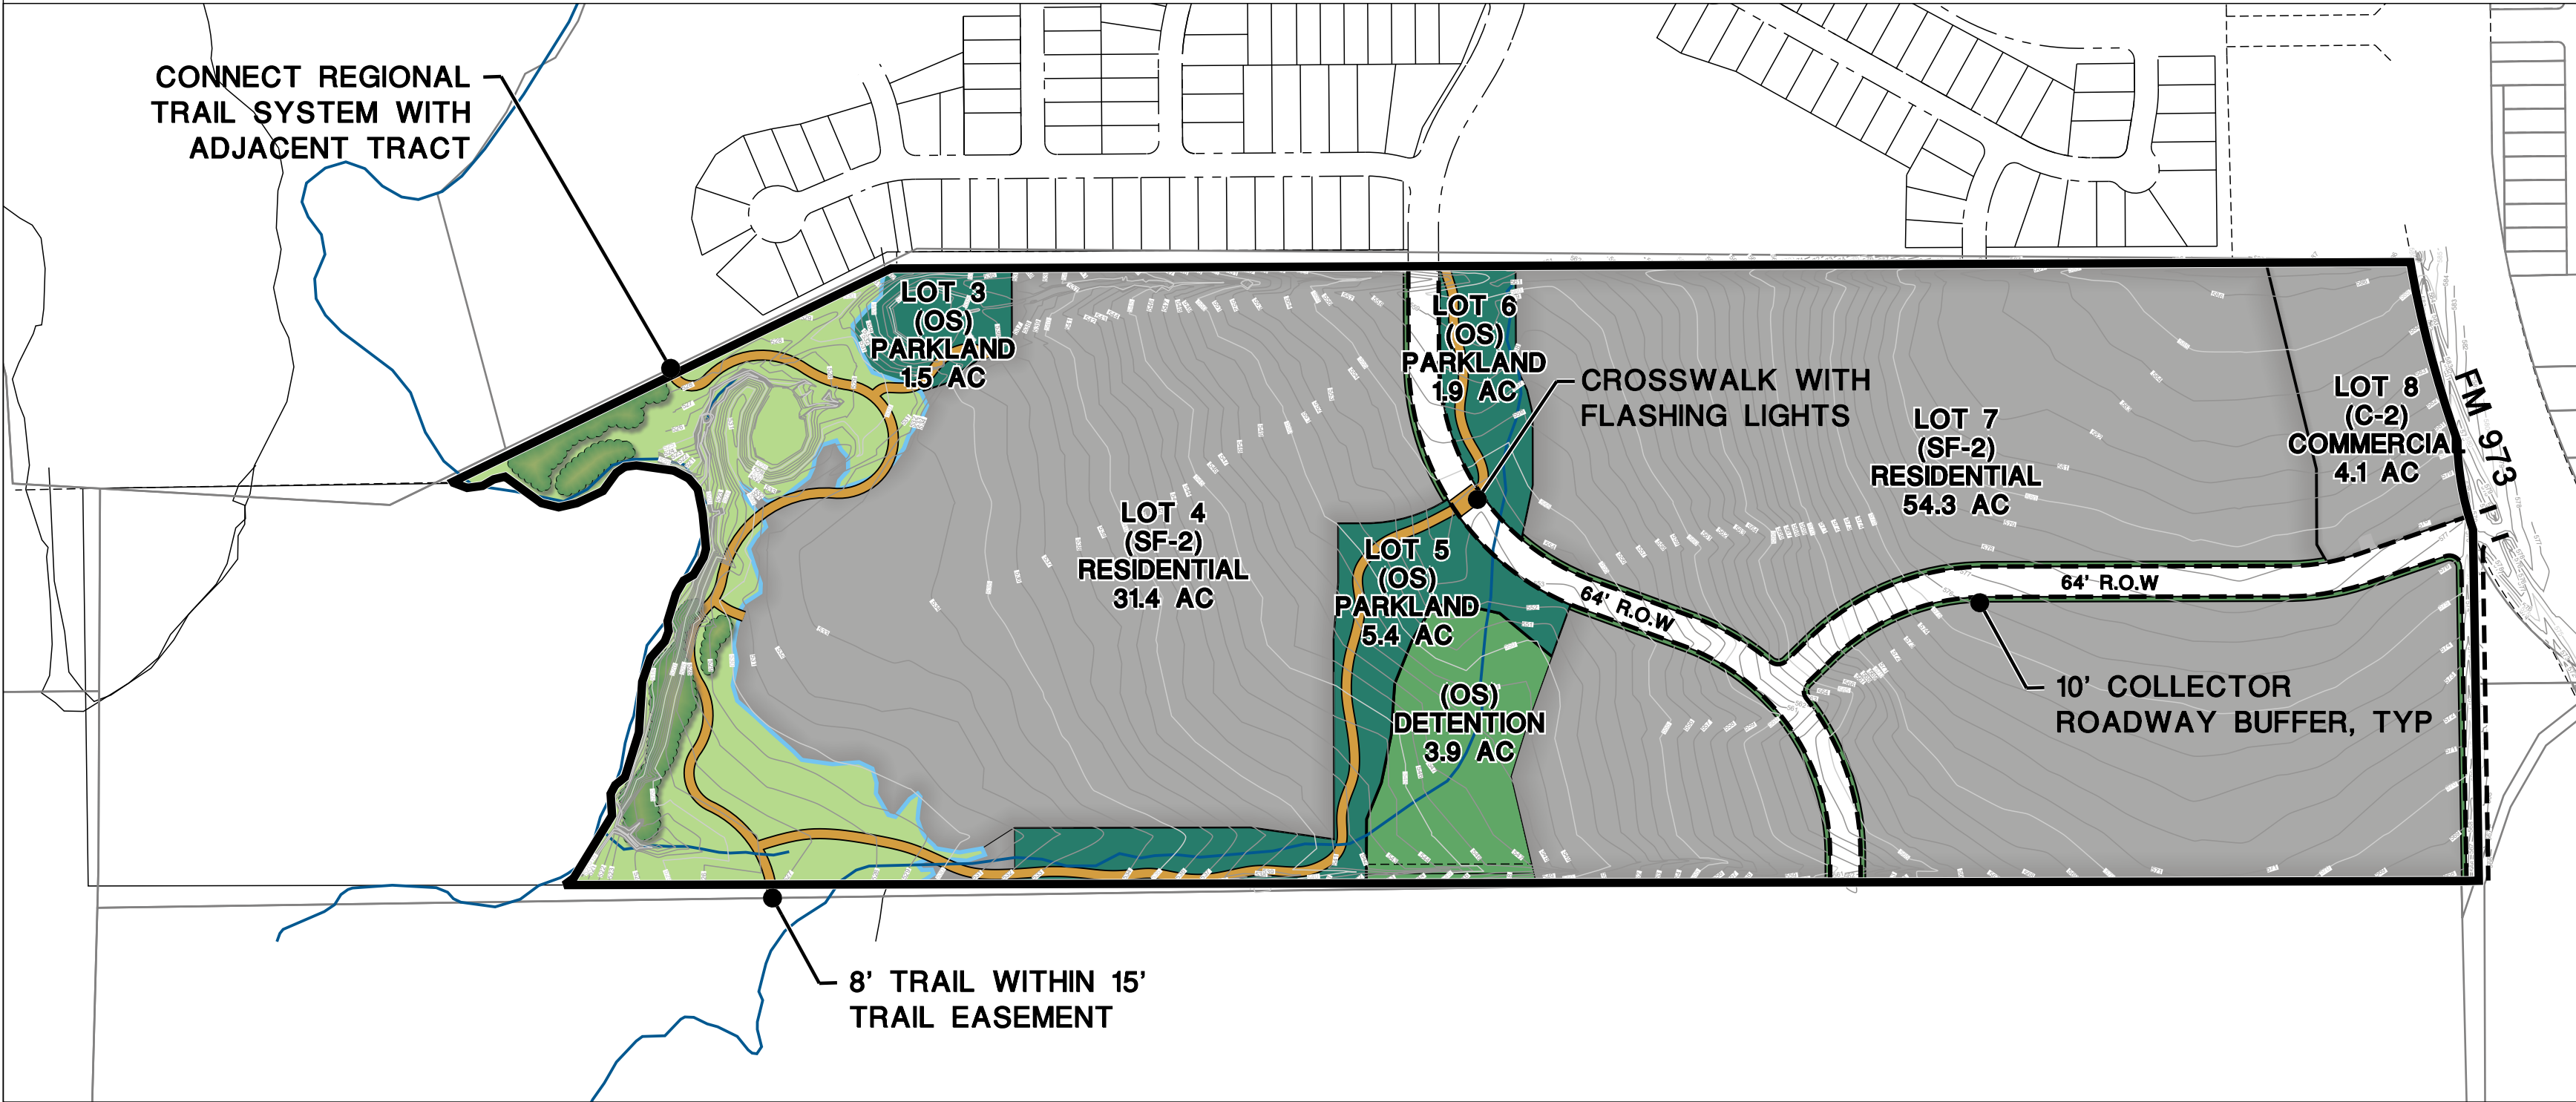 CONNECT REGIONAL
TRAIL SYSTEM WITH
ADJACENT TRACT
LOT 3
(OS)
PARKLAND
1.5 AC
LOT 6
(OS)
PARKLAND
1.9 AC
CROSSWALK WITH
FLASHING LIGHTS
LOT 7
(SF-2)
RESIDENTIAL
54.3 AC
LOT 8
(C-2)
COMMERCIAL
4.1 AC
FM 973
LOT 4
(SF-2)
RESIDENTIAL
31.4 AC
LOT 5
(OS)
PARKLAND
5.4 AC
64' R.O.W
64' R.O.W
(OS)
DETENTION
3.9 AC
10' COLLECTOR
ROADWAY BUFFER, TYP
8' TRAIL WITHIN 15'
TRAIL EASEMENT